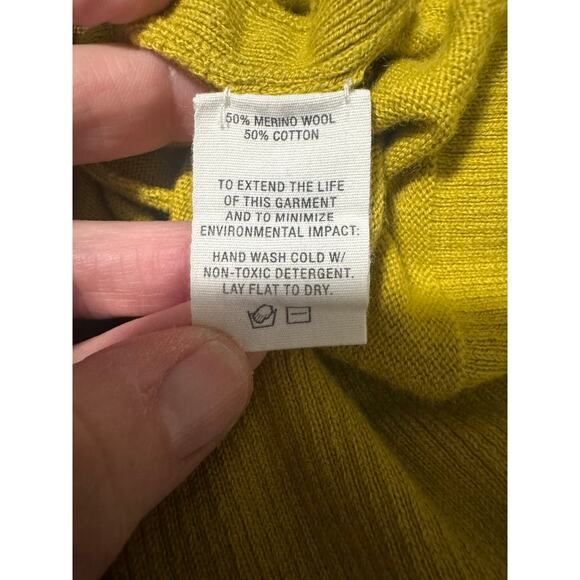 50% MERINO WOOL
50% COTTON
TO EXTEND THE LIFE
OF THIS GARMENT
AND TO MINIMIZE
ENVIRONMENTAL IMPACT:
HAND WASH COLD W/
NON-TOXIC DETERGENT.
LAY FLAT TO DRY.